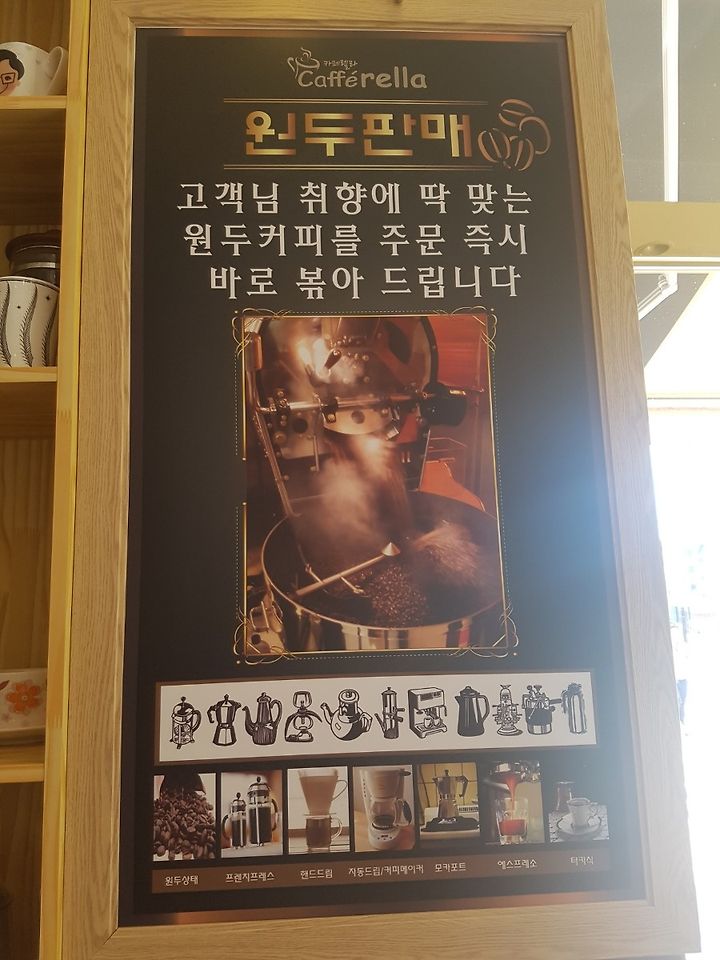 카페렐라
Cafférella
원두판매
고객님 취향에 딱 맞는
원두커피를 주문 즉시
바로 볶아 드립니다
원두상태 프렌치프레스 핸드드립 자동드립/커피메이커 모카포트 에스프레소 터키식